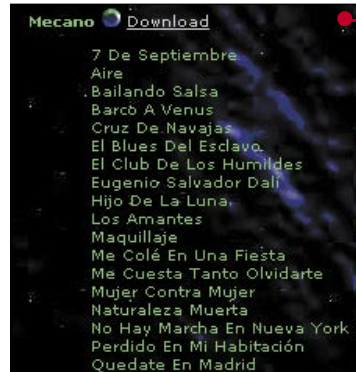 Mecano Download
7 De Septiembre
Aire
Bailando Salsa
Barco A Venus
Cruz De Navajas
El Blues Del Esclavo
El Club De Los Humildes
Eugenio Salvador Dalí
Hijo De La Luna
Los Amantes
Maquillaje
Me Colé En Una Fiesta
Me Cuesta Tanto Olvidarte
Mujer Contra Mujer
Naturaleza Muerta
No Hay Marcha En Nueva York
Perdido En Mi Habitación
Quedate En Madrid